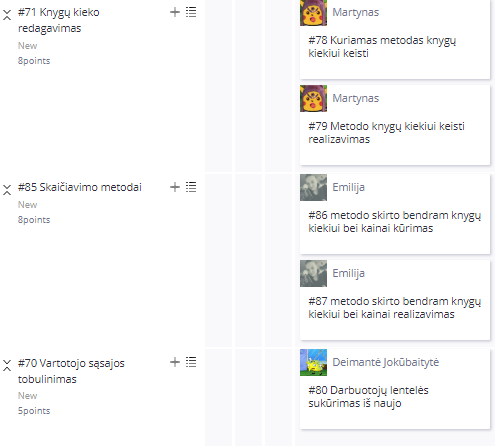 #71 Knygų kieko
redagavimas
New
8points
Martynas
#78 Kuriamas metodas knygų
kiekiui keisti
Martynas
#79 Metodo knygų kiekiui keisti
realizavimas
#85 Skaičiavimo metodai
New
8points
Emilija
#86 metodo skirto bendram knygų
kiekiui bei kainai kūrimas
Emilija
#87 metodo skirto bendram knygų
kiekiui bei kainai realizavimas
#70 Vartotojo sąsajos
tobulinimas
New
5points
Deimantė Jokūbaitytė
#80 Darbuotojų lentelės
sukūrimas iš naujo